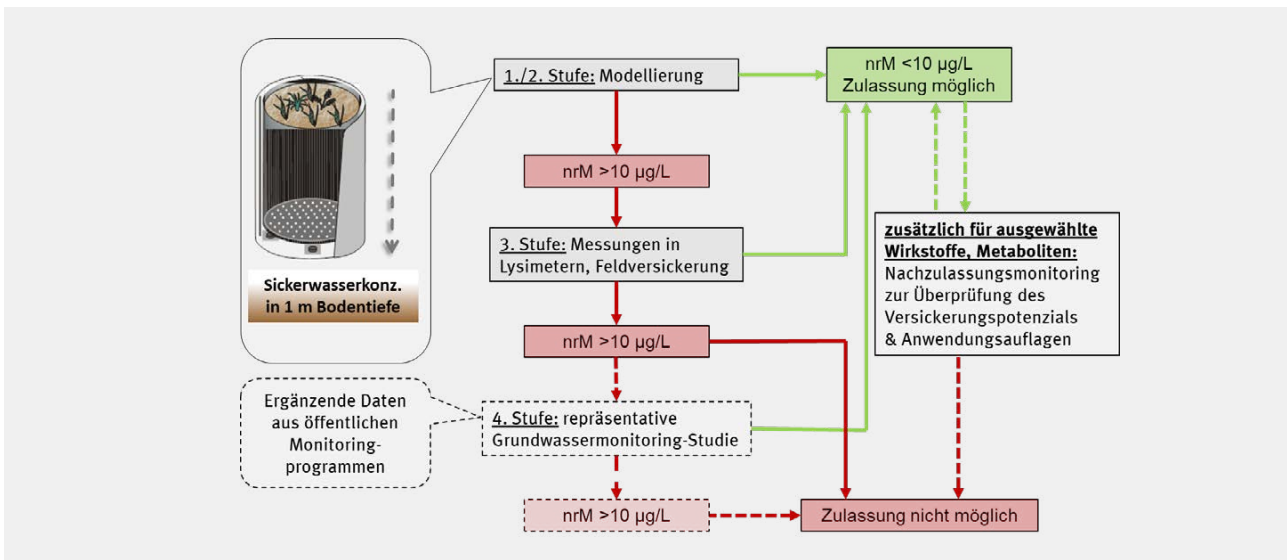 1./2. Stufe: Modellierung
nrM <10 µg/L
Zulassung möglich
nrM >10 µg/L
Sickerwasserkonz.
in 1 m Bodentiefe
3. Stufe: Messungen in
Lysimetern, Feldversickerung
zusätzlich für ausgewählte
Wirkstoffe, Metaboliten:
Nachzulassungsmonitoring
zur Überprüfung des
Versickerungspotenzials
& Anwendungsauflagen
nrM >10 µg/L
Ergänzende Daten
aus öffentlichen
Monitoring-
programmen
4. Stufe: repräsentative
Grundwassermonitoring-Studie
nrM >10 µg/L
Zulassung nicht möglich